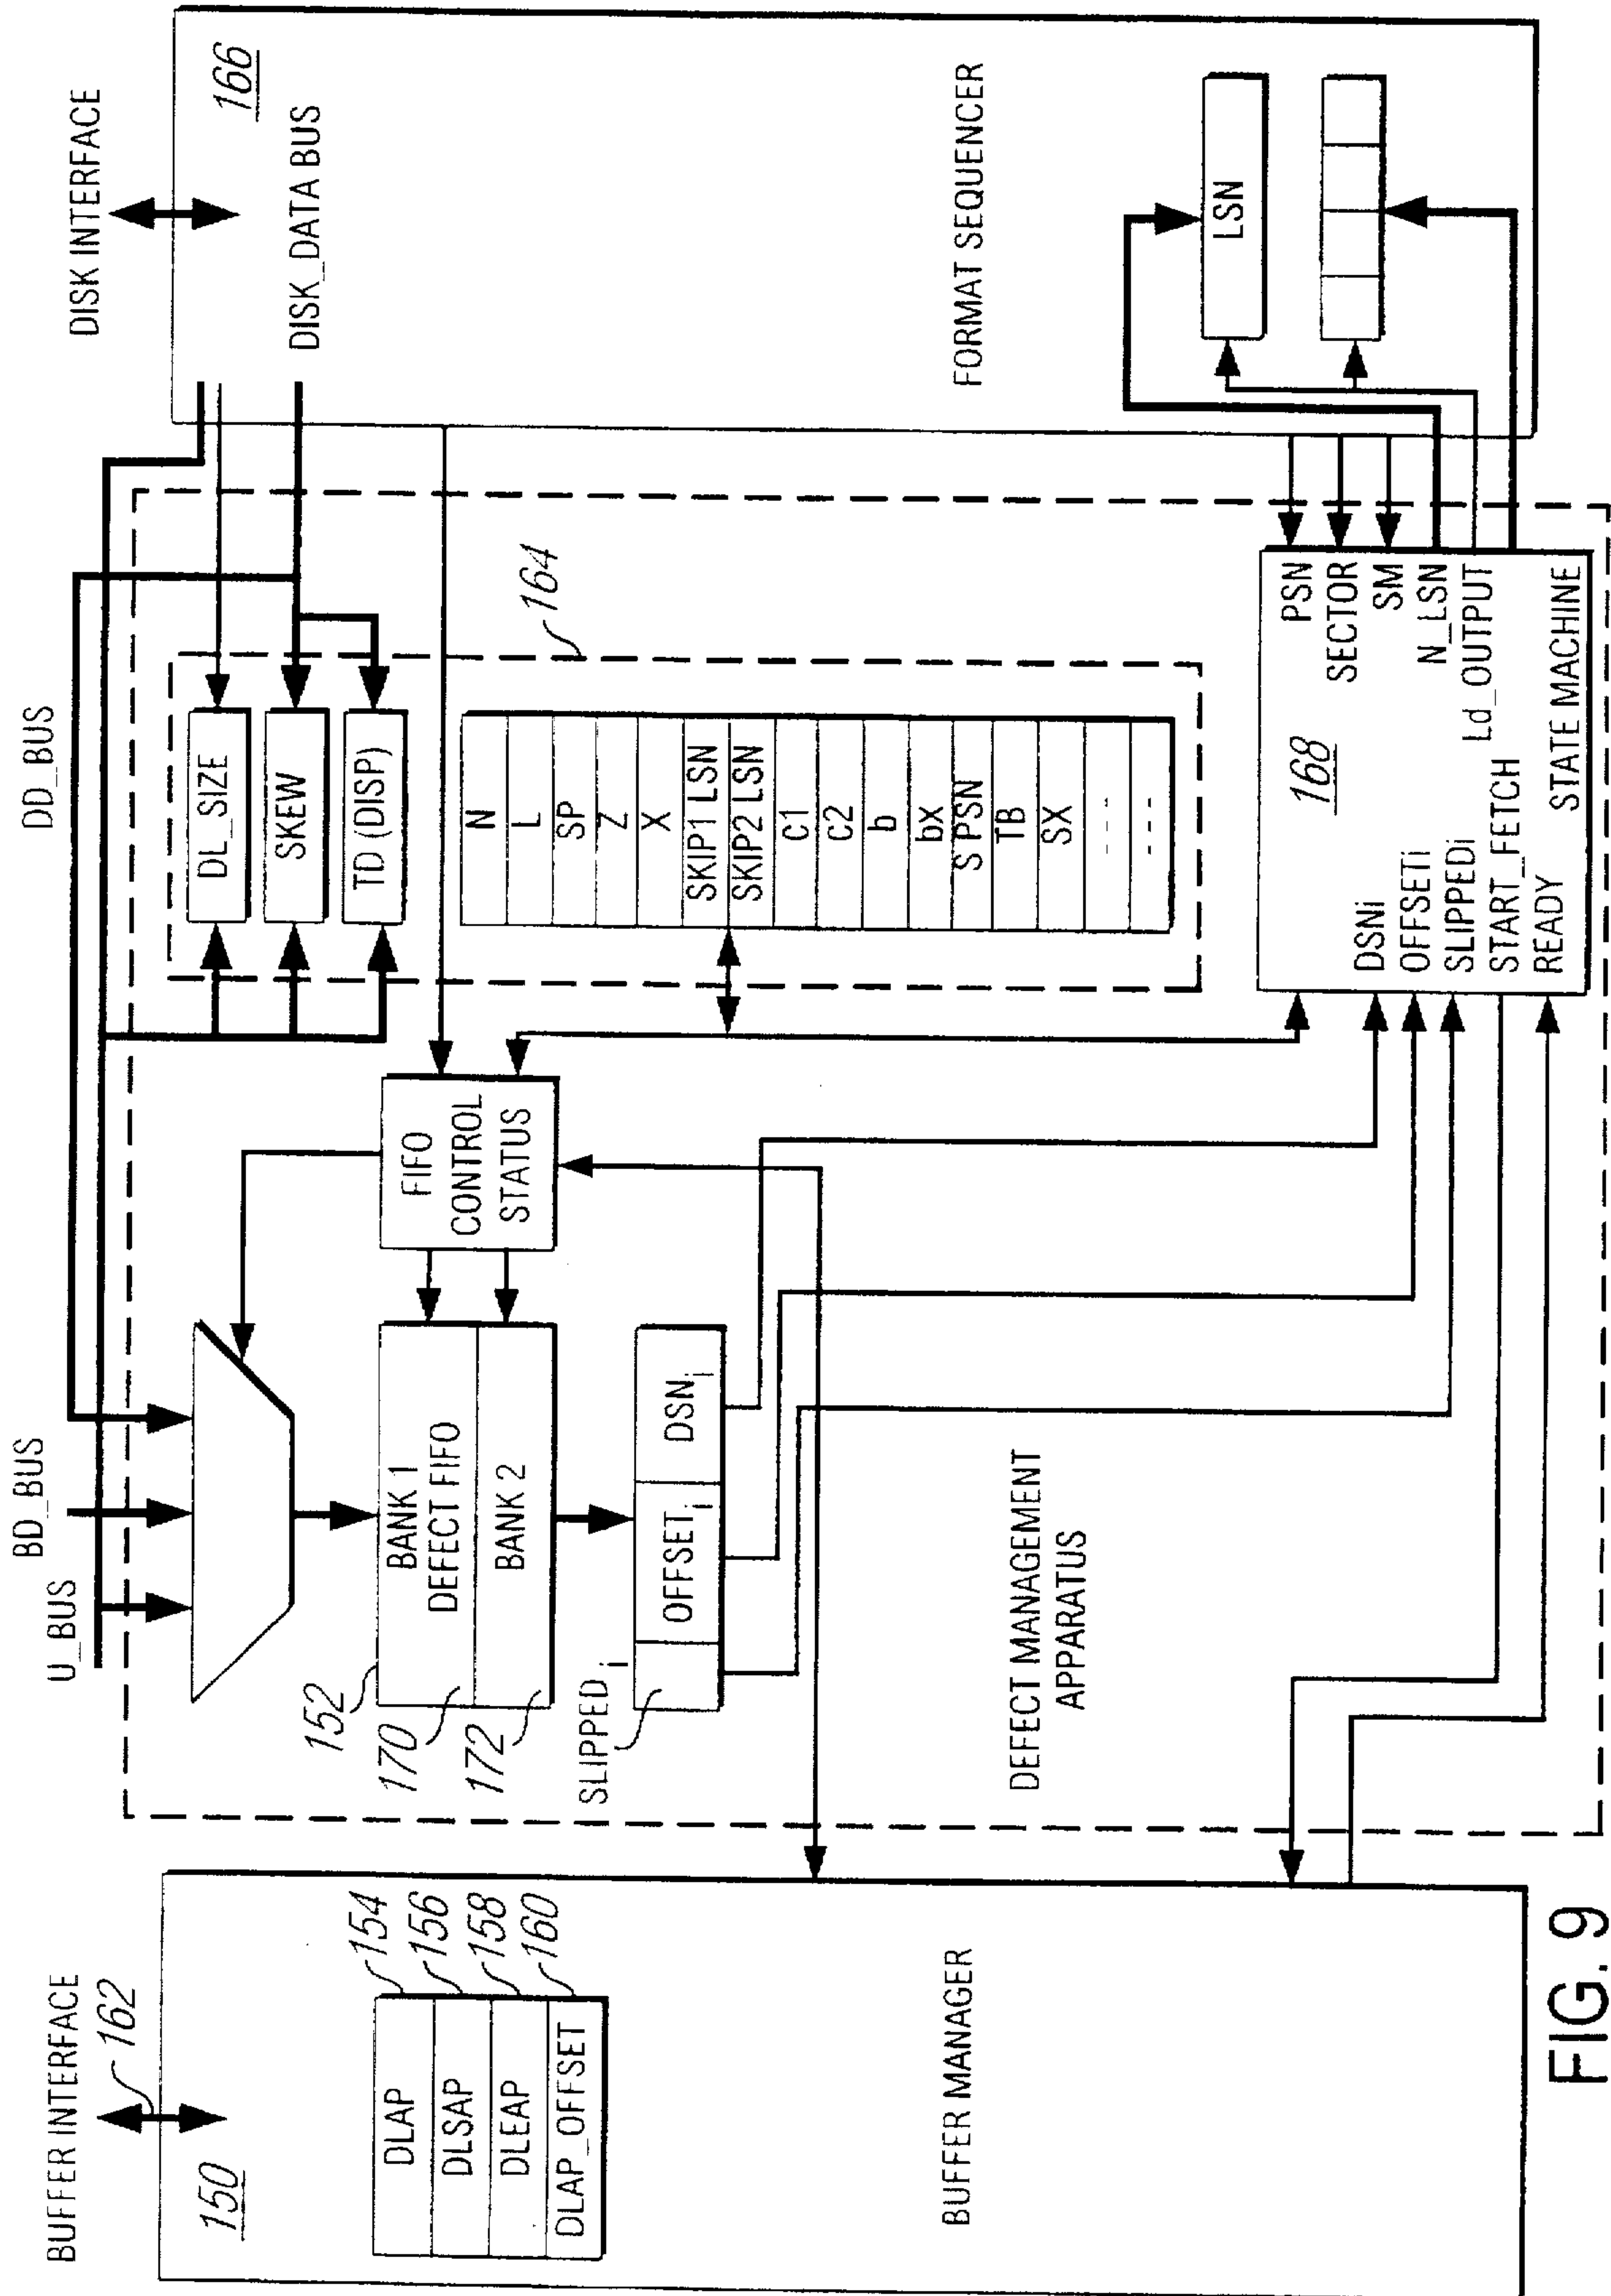 BUFFER INTERFACE
162
150
DLAP
DLSAP
DLEAP
DLAP_OFFSET
154
156
158
160
BUFFER MANAGER
U_BUS
BD_BUS
DD_BUS
152
170
172
BANK 1
DEFECT FIFO
BANK 2
SLIPPEDi
OFFSETi
DSNi
FIFO
CONTROL
STATUS
DEFECT MANAGEMENT
APPARATUS
DL_SIZE
SKEW
TD (DISP)
164
N
L
SP
Z
X
SKIP1 LSN
SKIP2 LSN
C1
C2
b
bX
S PSN
TB
SX
---
---
168
DSNi
OFFSETi
SLIPPEDi
START_FETCH
READY
PSN
SECTOR
SM
N_LSN
Ld_OUTPUT
STATE MACHINE
DISK INTERFACE
166
DISK_DATA BUS
FORMAT SEQUENCER
LSN
FIG. 9